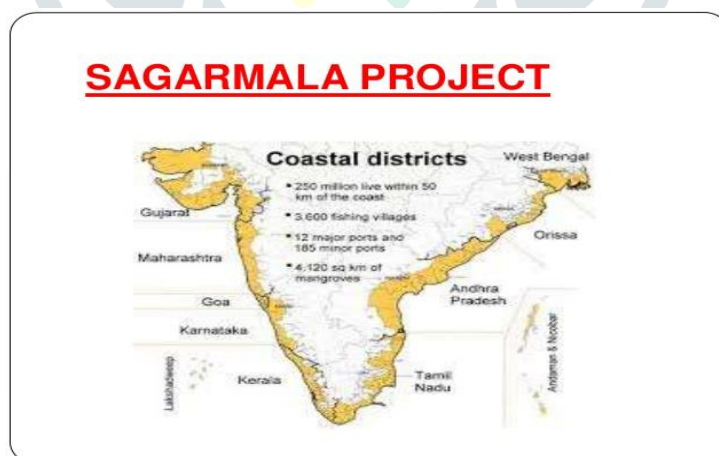 SAGARMALA PROJECT
Coastal districts
• 250 million live within 50
km of the coast
• 3,600 fishing villages
• 12 major ports and
185 minor ports
• 4,120 sq km of
mangroves
West Bengal
Gujarat
Orissa
Maharashtra
Andhra
Pradesh
Goa
Karnataka
Andaman & Nicobar
Lakshadweep
Kerala
Tamil
Nadu